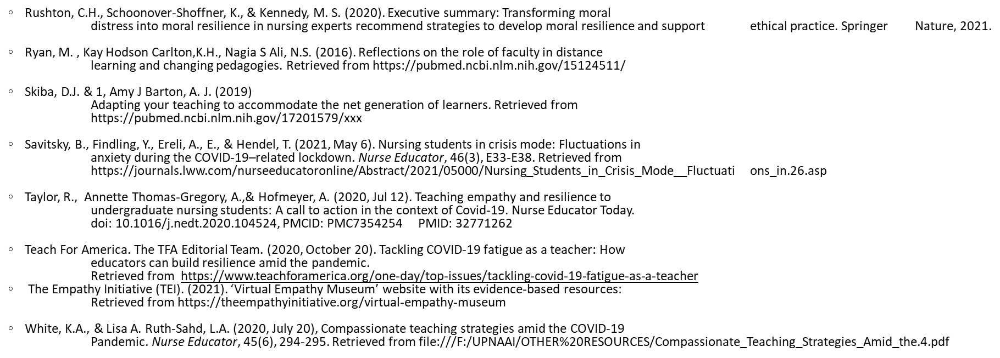 ◦ Rushton, C.H., Schoonover-Shoffner, K., & Kennedy, M. S. (2020). Executive summary: Transforming moral
distress into moral resilience in nursing experts recommend strategies to develop moral resilience and support ethical practice. Springer Nature, 2021.
◦ Ryan, M. , Kay Hodson Carlton,K.H., Nagia S Ali, N.S. (2016). Reflections on the role of faculty in distance
learning and changing pedagogies. Retrieved from https://pubmed.ncbi.nlm.nih.gov/15124511/
◦ Skiba, D.J. & 1, Amy J Barton, A. J. (2019)
Adapting your teaching to accommodate the net generation of learners. Retrieved from
https://pubmed.ncbi.nlm.nih.gov/17201579/xxx
◦ Savitsky, B., Findling, Y., Ereli, A., E., & Hendel, T. (2021, May 6). Nursing students in crisis mode: Fluctuations in
anxiety during the COVID-19–related lockdown. Nurse Educator, 46(3), E33-E38. Retrieved from
https://journals.lww.com/nurseeducatoronline/Abstract/2021/05000/Nursing_Students_in_Crisis_Mode__Fluctuati ons_in.26.asp
◦ Taylor, R., Annette Thomas-Gregory, A.,& Hofmeyer, A. (2020, Jul 12). Teaching empathy and resilience to
undergraduate nursing students: A call to action in the context of Covid-19. Nurse Educator Today.
doi: 10.1016/j.nedt.2020.104524, PMCID: PMC7354254 PMID: 32771262
◦ Teach For America. The TFA Editorial Team. (2020, October 20). Tackling COVID-19 fatigue as a teacher: How
educators can build resilience amid the pandemic.
Retrieved from https://www.teachforamerica.org/one-day/top-issues/tackling-covid-19-fatigue-as-a-teacher
◦ The Empathy Initiative (TEI). (2021). ‘Virtual Empathy Museum’ website with its evidence-based resources:
Retrieved from https://theempathyinitiative.org/virtual-empathy-museum
◦ White, K.A., & Lisa A. Ruth-Sahd, L.A. (2020, July 20), Compassionate teaching strategies amid the COVID-19
Pandemic. Nurse Educator, 45(6), 294-295. Retrieved from file:///F:/UPNAAI/OTHER%20RESOURCES/Compassionate_Teaching_Strategies_Amid_the.4.pdf